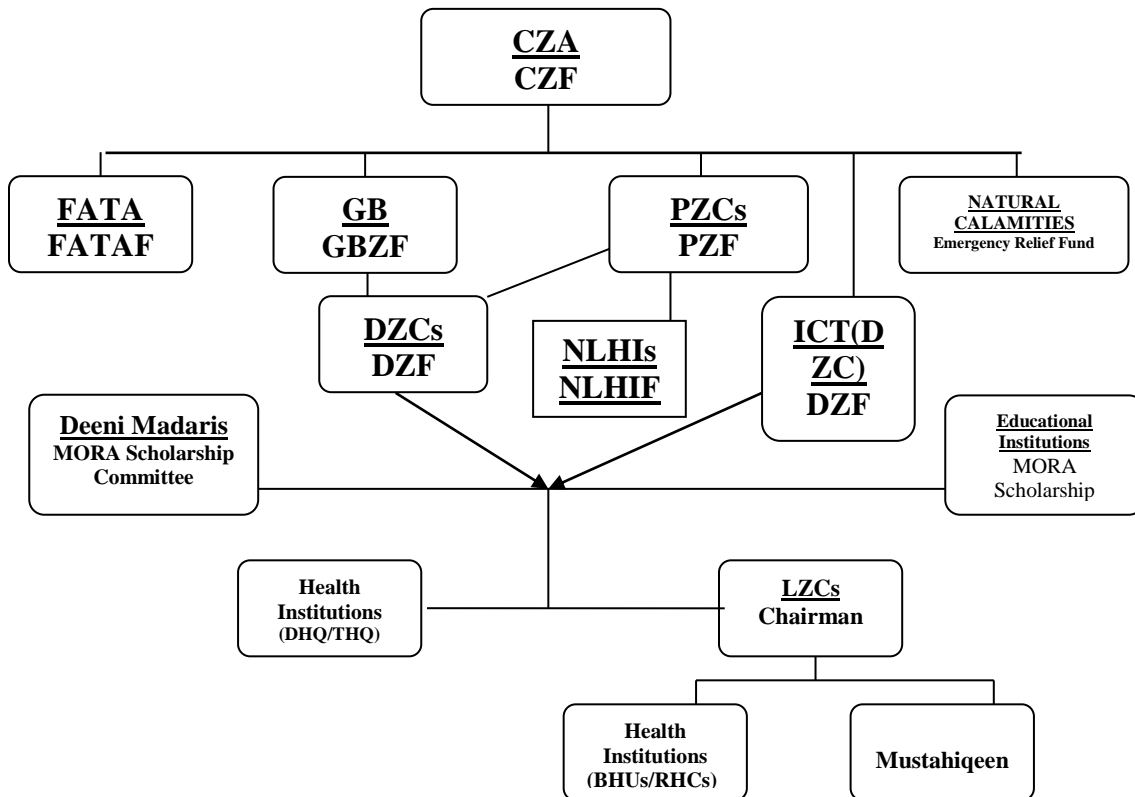 CZA
CZF
FATA
FATAF
GB
GBZF
PZCs
PZF
NATURAL
CALAMITIES
Emergency Relief Fund
DZCs
DZF
NLHIs
NLHIF
ICT(D
ZC)
DZF
Deeni Madaris
MORA Scholarship
Committee
Educational
Institutions
MORA
Scholarship
Health
Institutions
(DHQ/THQ)
LZCs
Chairman
Health
Institutions
(BHUs/RHCs)
Mustahiqeen